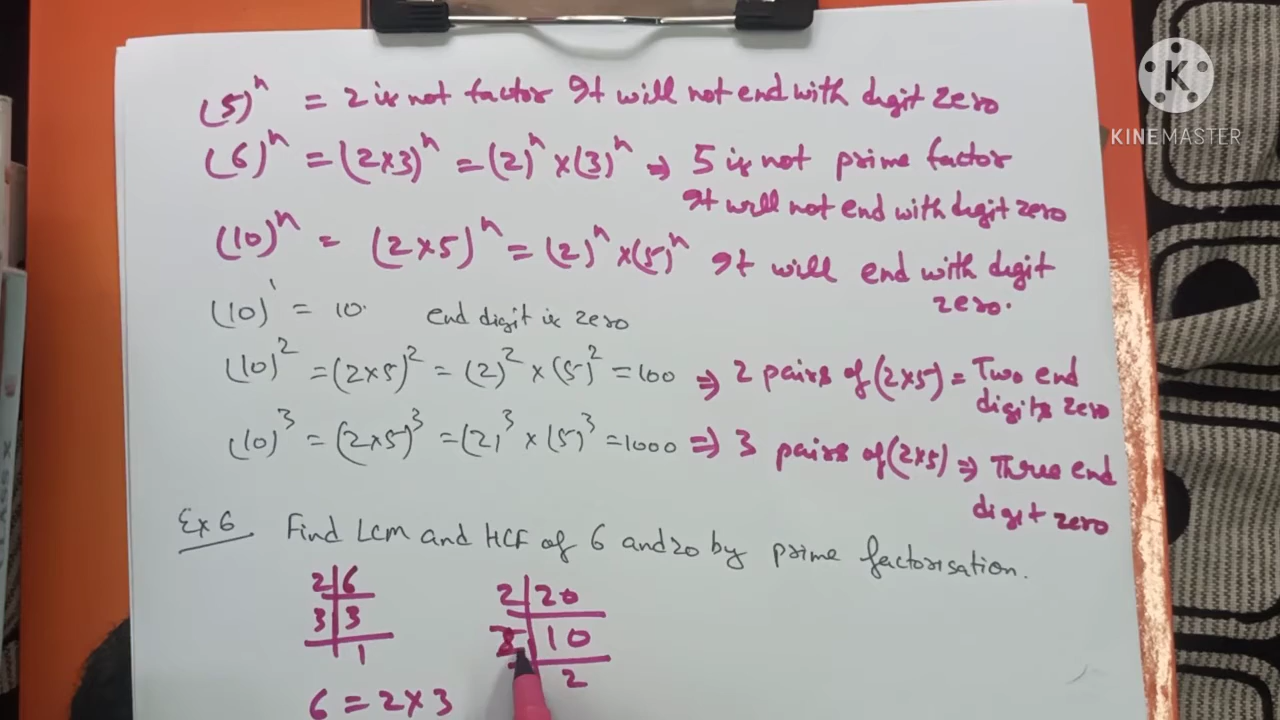 (5)ⁿ = 2 is not factor It will not end with digit zero
(6)ⁿ = (2×3)ⁿ = (2)ⁿ ×(3)ⁿ ⇒ 5 is not prime factor
It will not end with digit zero
(10)ⁿ = (2×5)ⁿ = (2)ⁿ ×(5)ⁿ It will end with digit
zero.
(10)¹ = 10. end digit is zero
(10)² = (2×5)² = (2)² × (5)² = 100 ⇒ 2 pairs of (2×5) = Two end
digits zero
(10)³ = (2×5)³ = (2)³ × (5)³ = 1000 ⇒ 3 pairs of (2×5) ⇒ Three end
digit zero
Ex 6 Find LCM and HCF of 6 and 20 by prime factorisation.
2 6 2 20
3 3 10
1 2
6 = 2×3
K
KINEMASTER